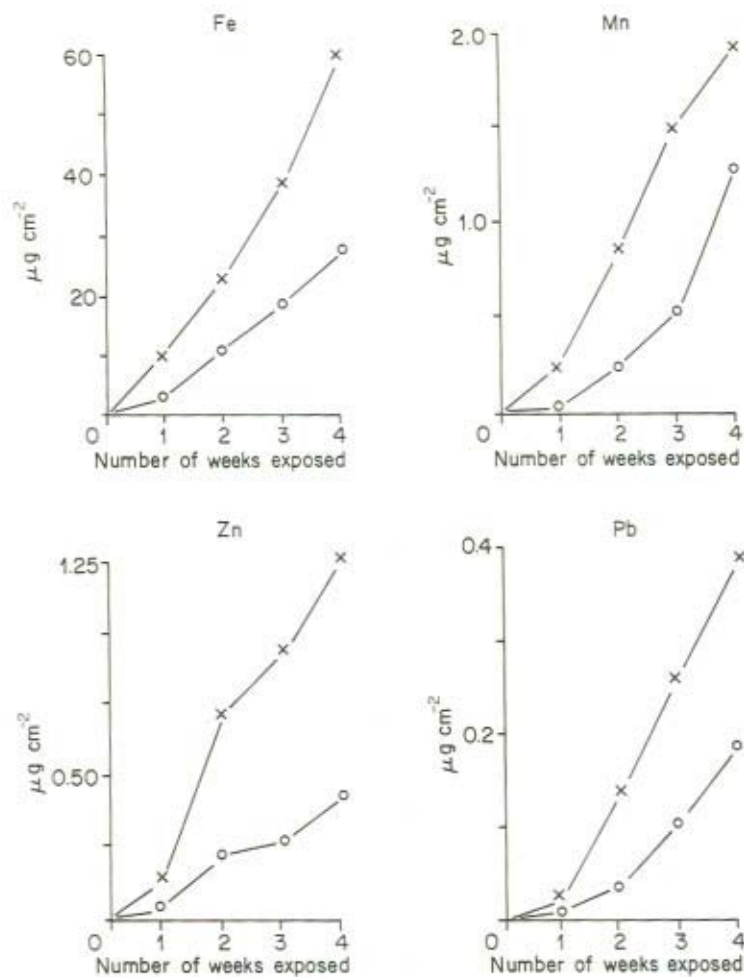 Fe
60
40
20
0
μg cm⁻²
1 2 3 4
Number of weeks exposed
Mn
2.0
1.0
0
μg cm⁻²
1 2 3 4
Number of weeks exposed
Zn
1.25
0.50
0
μg cm⁻²
1 2 3 4
Number of weeks exposed
Pb
0.4
0.2
0
μg cm⁻²
1 2 3 4
Number of weeks exposed